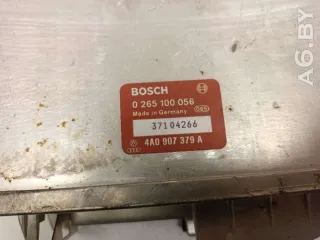 BOSCH
0 265 100 056
Made in Germany
37104266
4A0 907 379 A
A6.BY